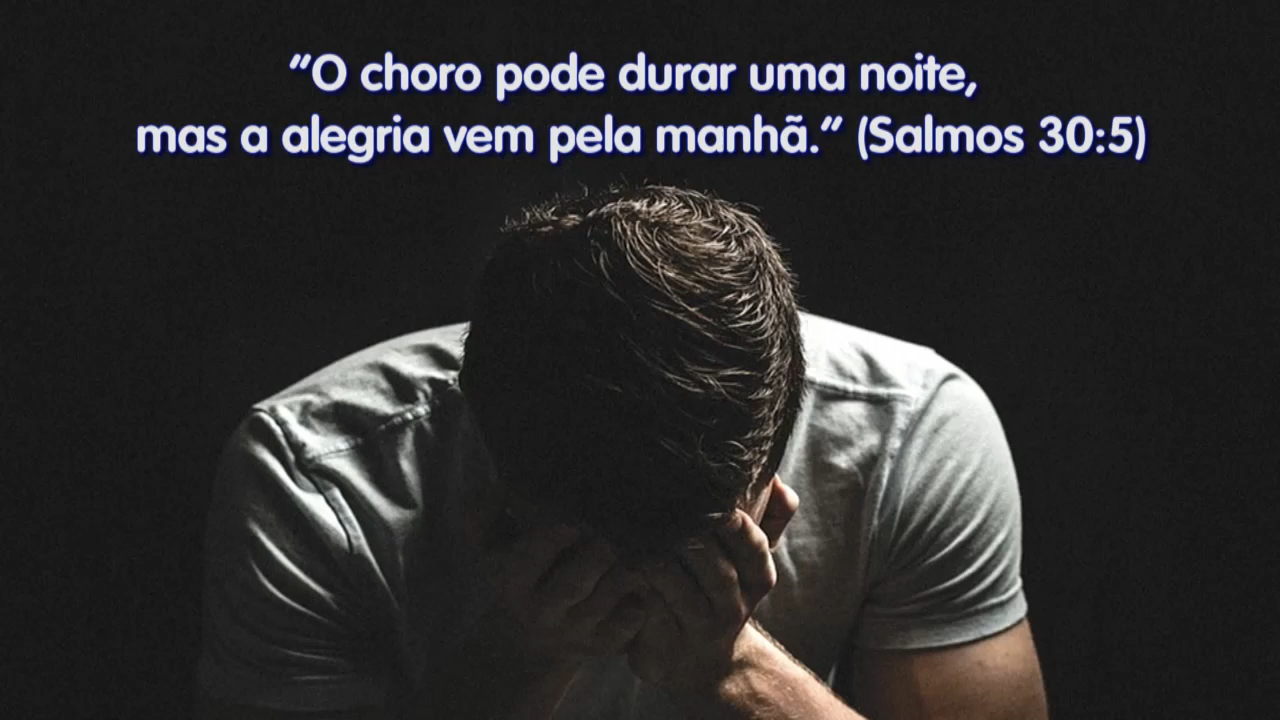 “O choro pode durar uma noite,
mas a alegria vem pela manhã.“ (Salmos 30:5)